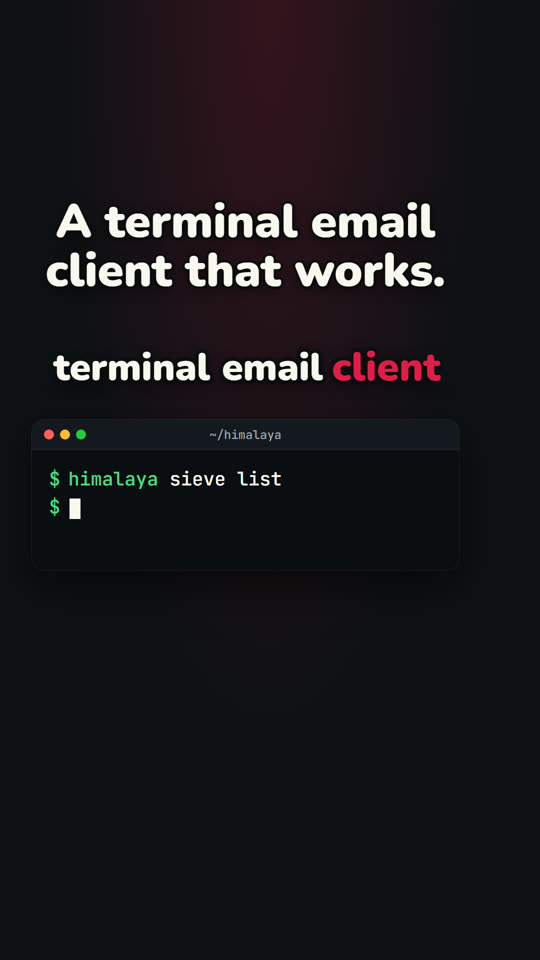 A terminal email
client that works.
terminal email client
~/himalaya
$ himalaya sieve list
$